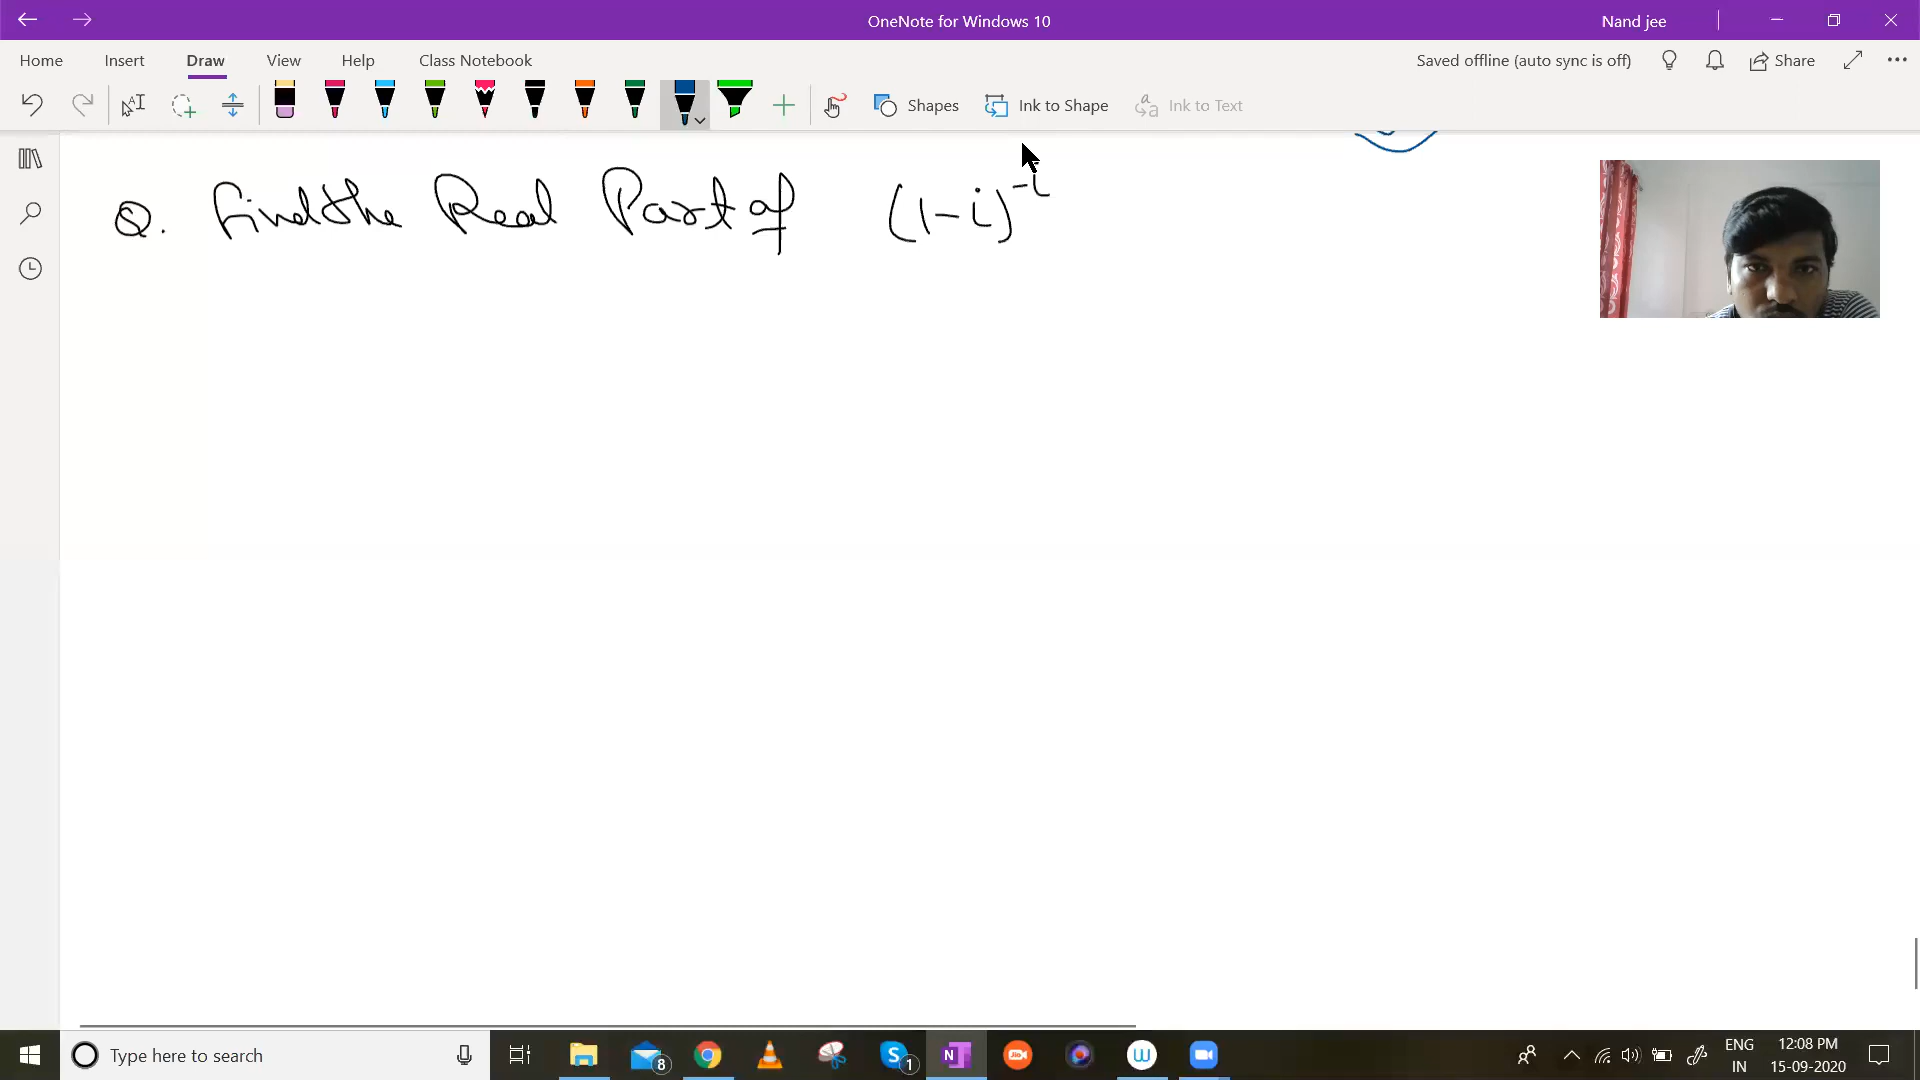 OneNote for Windows 10
Nand jee
Home Insert Draw View Help Class Notebook
Saved offline (auto sync is off) Share
Shapes Ink to Shape Ink to Text
Q. Find the Real Part of (1-i)^{-i}
Type here to search
8
1
ENG 12:08 PM
IN 15-09-2020